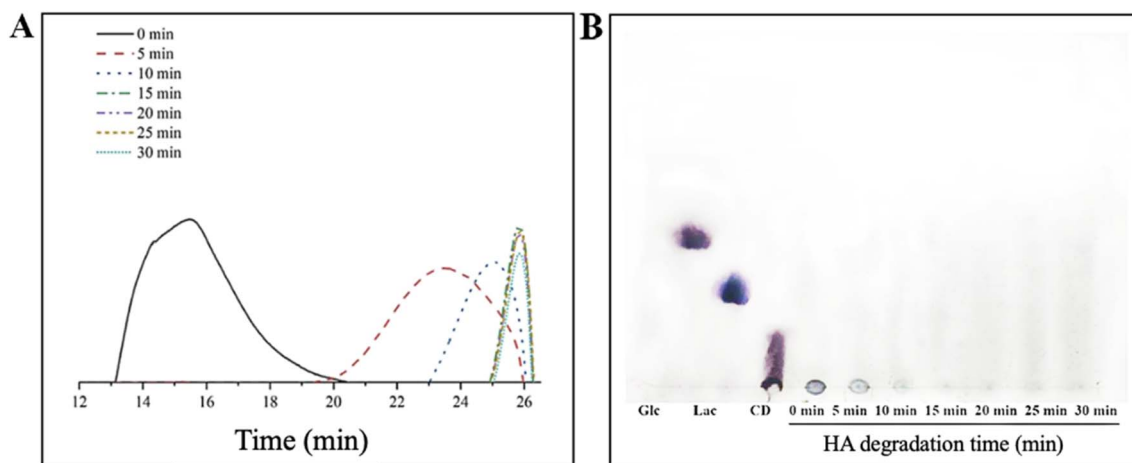 A
0 min
5 min
10 min
15 min
20 min
25 min
30 min
12 14 16 18 20 22 24 26
Time (min)
B
Glc Lac CD 0 min 5 min 10 min 15 min 20 min 25 min 30 min
HA degradation time (min)